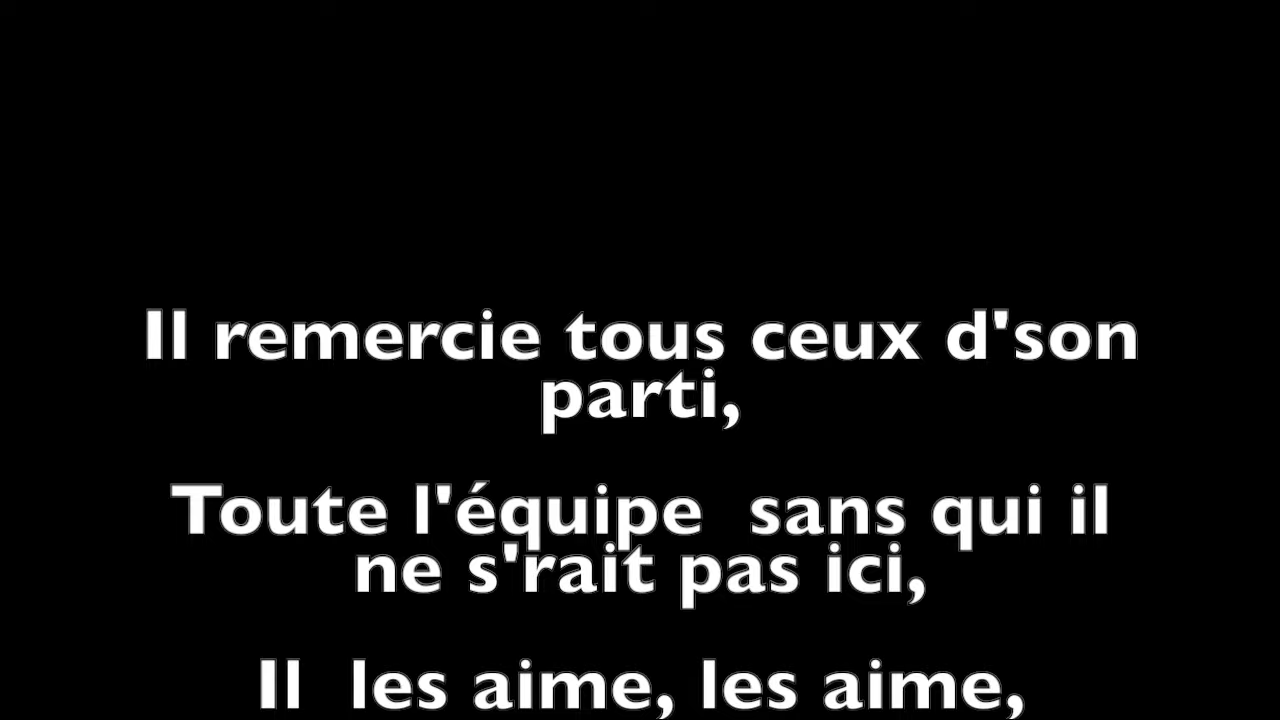 Il remercie tous ceux d'son
parti,
Toute l'équipe  sans qui il
ne s'rait pas ici,
Il  les aime, les aime,